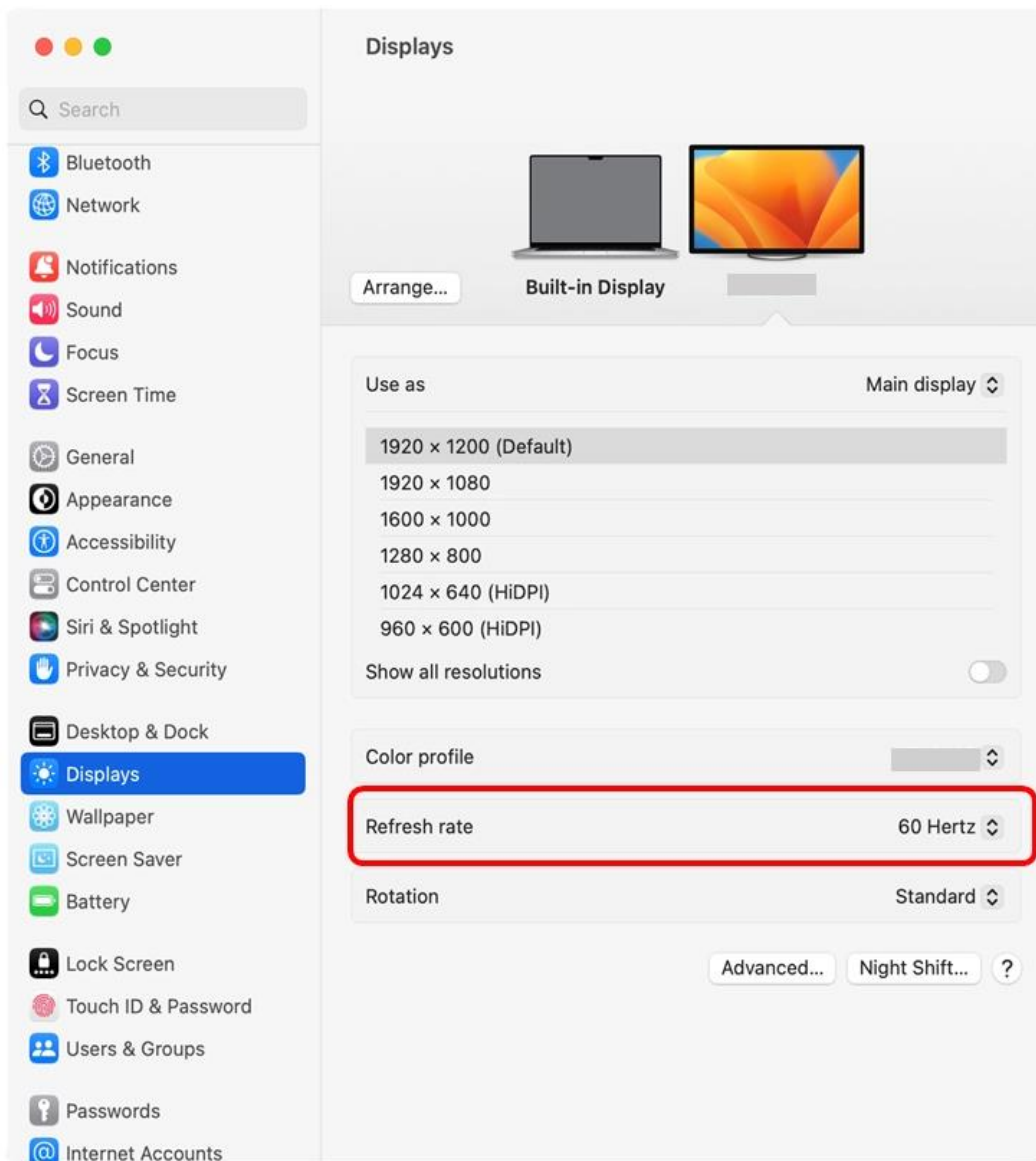 Search
Bluetooth
Network
Notifications
Sound
Focus
Screen Time
General
Appearance
Accessibility
Control Center
Siri & Spotlight
Privacy & Security
Desktop & Dock
Displays
Wallpaper
Screen Saver
Battery
Lock Screen
Touch ID & Password
Users & Groups
Passwords
Internet Accounts
Displays
Arrange...
Built-in Display
Use as Main display
1920 × 1200 (Default)
1920 × 1080
1600 × 1000
1280 × 800
1024 × 640 (HiDPI)
960 × 600 (HiDPI)
Show all resolutions
Color profile
Refresh rate 60 Hertz
Rotation Standard
Advanced... Night Shift... ?